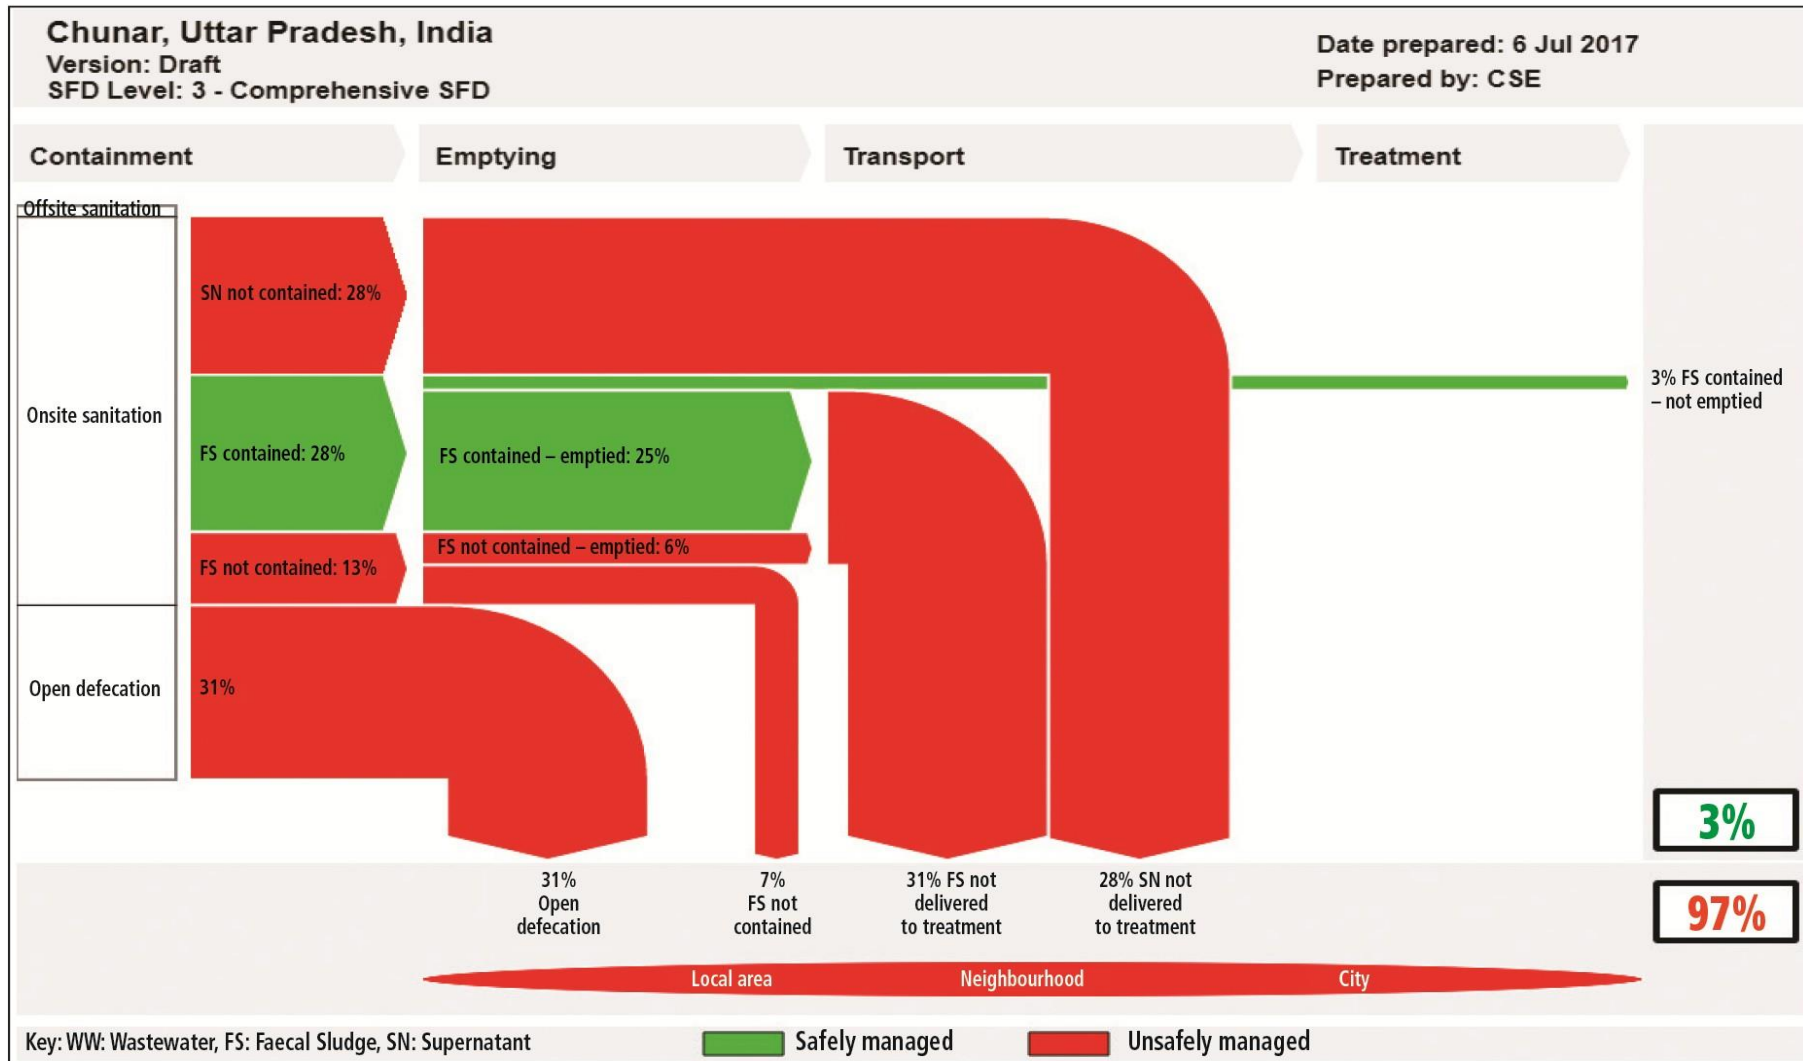 Chunar, Uttar Pradesh, India
Version: Draft
SFD Level: 3 - Comprehensive SFD
Date prepared: 6 Jul 2017
Prepared by: CSE
Containment
Emptying
Transport
Treatment
Offsite sanitation
SN not contained: 28%
3% FS contained
– not emptied
Onsite sanitation
FS contained: 28%
FS contained – emptied: 25%
FS not contained – emptied: 6%
FS not contained: 13%
Open defecation
31%
3%
31%
Open
defecation
7%
FS not
contained
31% FS not
delivered
to treatment
28% SN not
delivered
to treatment
97%
Local area
Neighbourhood
City
Key: WW: Wastewater, FS: Faecal Sludge, SN: Supernatant
Safely managed
Unsafely managed